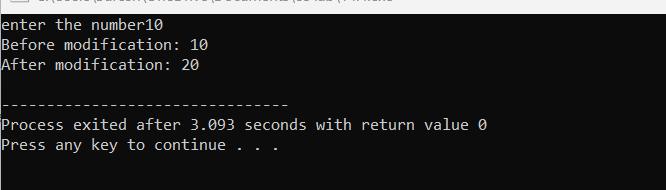 enter the number10
Before modification: 10
After modification: 20
--------------------------------
Process exited after 3.093 seconds with return value 0
Press any key to continue . . .